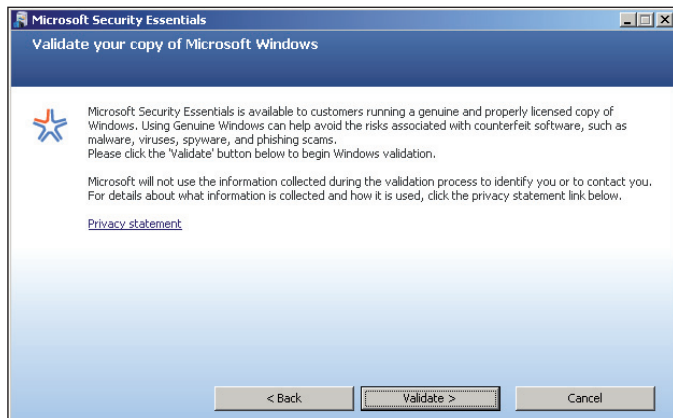 Microsoft Security Essentials
Validate your copy of Microsoft Windows
Microsoft Security Essentials is available to customers running a genuine and properly licensed copy of
Windows. Using Genuine Windows can help avoid the risks associated with counterfeit software, such as
malware, viruses, spyware, and phishing scams.
Please click the 'Validate' button below to begin Windows validation.
Microsoft will not use the information collected during the validation process to identify you or to contact you.
For details about what information is collected and how it is used, click the privacy statement link below.
Privacy statement
< Back Validate > Cancel